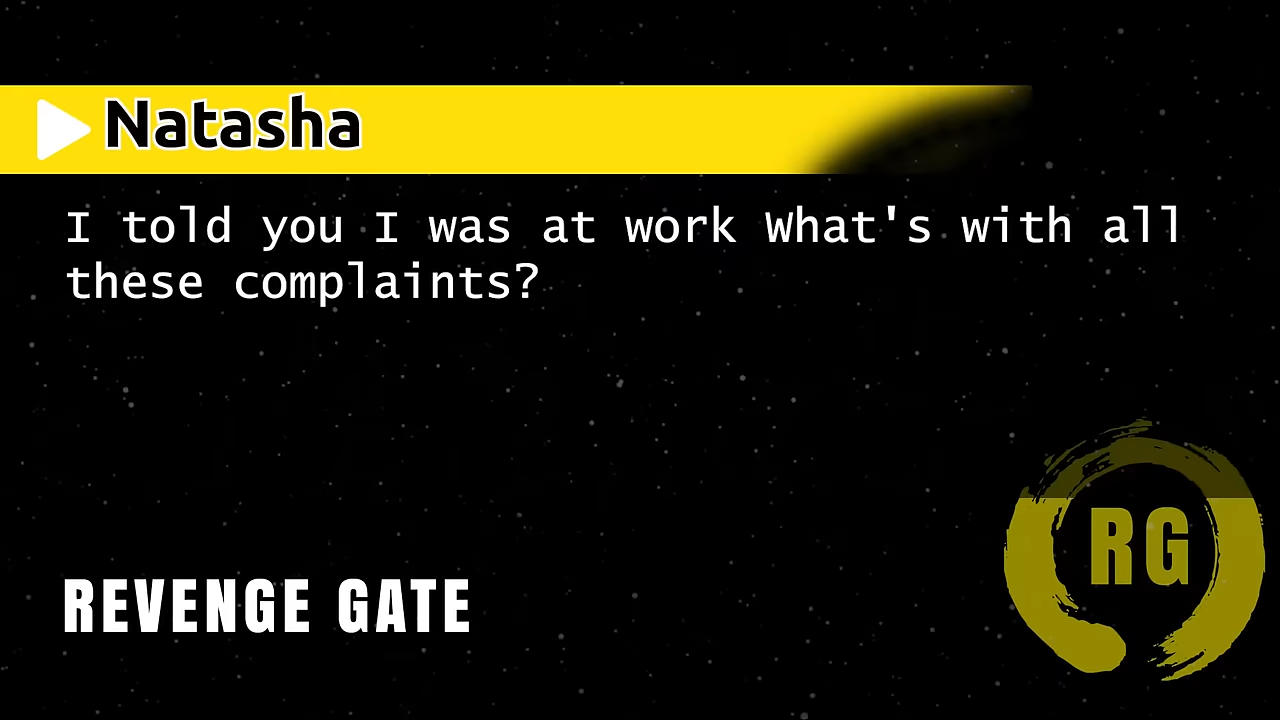 Natasha
I told you I was at work What's with all
these complaints?
RG
REVENGE GATE